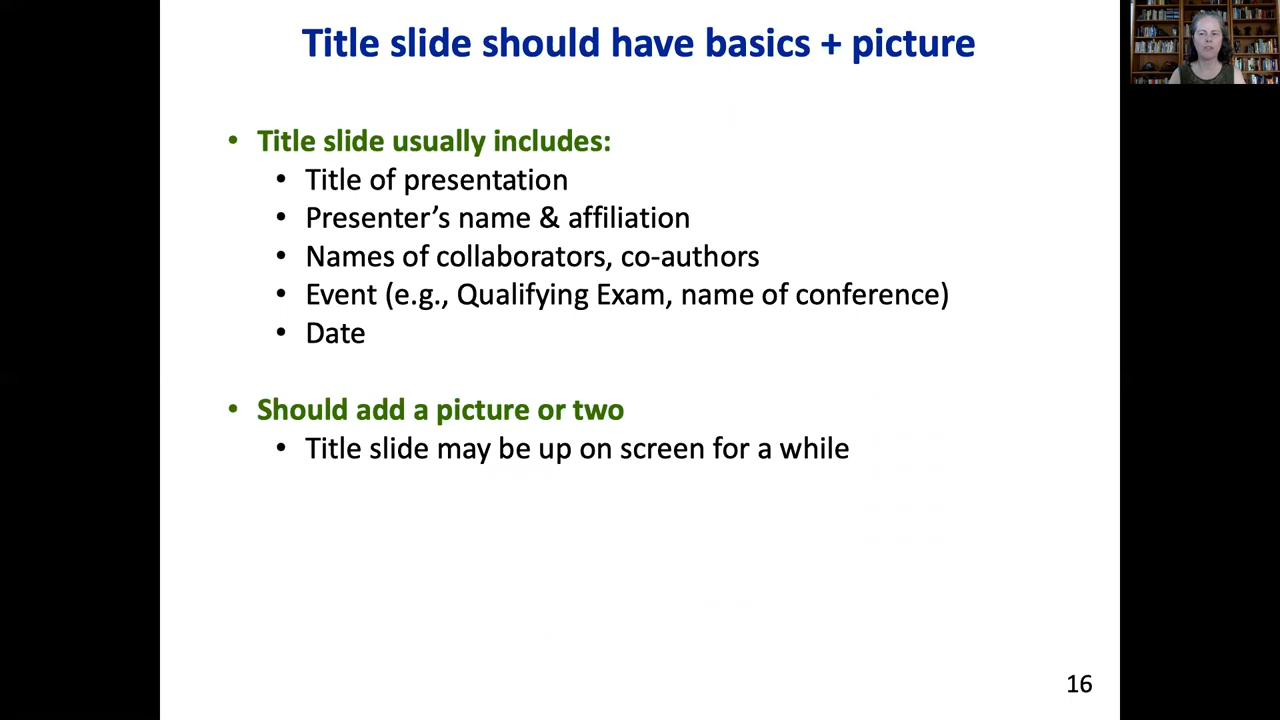 Title slide should have basics + picture
• Title slide usually includes:
• Title of presentation
• Presenter’s name & affiliation
• Names of collaborators, co-authors
• Event (e.g., Qualifying Exam, name of conference)
• Date
• Should add a picture or two
• Title slide may be up on screen for a while
16